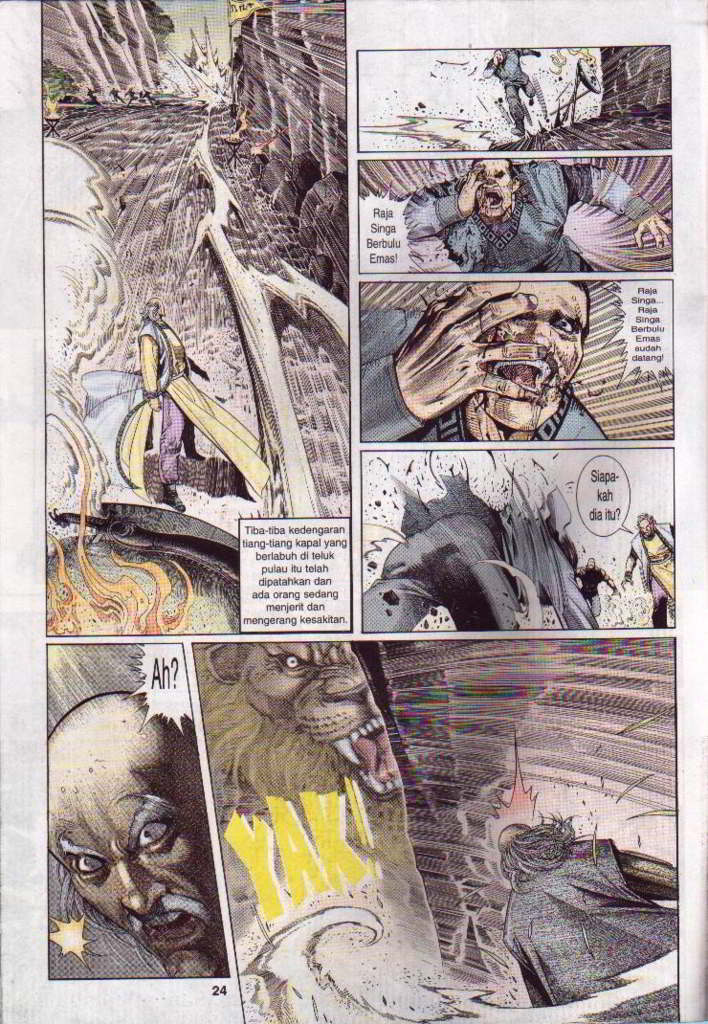 Tiba-tiba kedengaran
tiang-tiang kapal yang
berlabuh di teluk
pulau itu telah
dipatahkan dan
ada orang sedang
menjerit dan
mengerang kesakitan.
Raja
Singa
Berbulu
Emas!
Raja
Singa...
Raja
Singa
Berbulu
Emas
sudah
datang!
Siapa-
kah
dia itu?
Ah?
YAK!
24